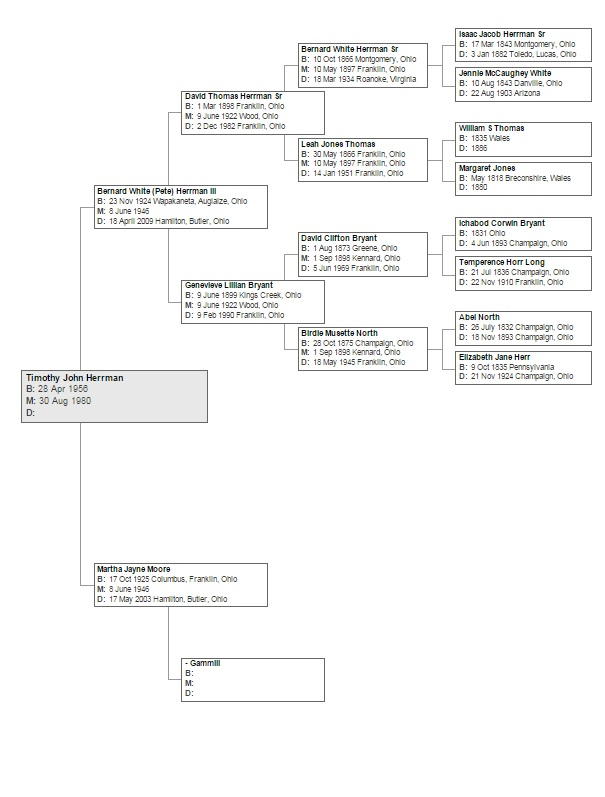 Isaac Jacob Herrman Sr
B: 17 Mar 1843 Montgomery, Ohio
D: 3 Jan 1882 Toledo, Lucas, Ohio
Bernard White Herrman Sr
B: 10 Oct 1866 Montgomery, Ohio
M: 10 May 1897 Franklin, Ohio
D: 18 Mar 1934 Roanoke, Virginia
Jennie McCaughey White
B: 10 Aug 1843 Danville, Ohio
D: 22 Aug 1903 Arizona
David Thomas Herrman Sr
B: 1 Mar 1898 Franklin, Ohio
M: 9 June 1922 Wood, Ohio
D: 2 Dec 1982 Franklin, Ohio
William S Thomas
B: 1835 Wales
D: 1886
Leah Jones Thomas
B: 30 May 1866 Franklin, Ohio
M: 10 May 1897 Franklin, Ohio
D: 14 Jan 1951 Franklin, Ohio
Margaret Jones
B: May 1818 Breconshire, Wales
D: 1880
Bernard White (Pete) Herrman III
B: 23 Nov 1924 Wapakaneta, Auglaize, Ohio
M: 8 June 1946
D: 18 April 2009 Hamilton, Butler, Ohio
Ichabod Corwin Bryant
B: 1831 Ohio
D: 4 Jun 1893 Champaign, Ohio
David Clifton Bryant
B: 1 Aug 1873 Greene, Ohio
M: 1 Sep 1898 Kennard, Ohio
D: 5 Jun 1969 Franklin, Ohio
Temperence Horr Long
B: 21 Jul 1836 Champaign, Ohio
D: 22 Nov 1910 Franklin, Ohio
Genevieve Lillian Bryant
B: 9 June 1899 Kings Creek, Ohio
M: 9 June 1922 Wood, Ohio
D: 9 Feb 1990 Franklin, Ohio
Abel North
B: 26 July 1832 Champaign, Ohio
D: 18 Nov 1893 Champaign, Ohio
Birdie Musette North
B: 28 Oct 1875 Champaign, Ohio
M: 1 Sep 1898 Kennard, Ohio
D: 18 May 1945 Franklin, Ohio
Elizabeth Jane Herr
B: 9 Oct 1835 Pennsylvania
D: 21 Nov 1924 Champaign, Ohio
Timothy John Herrman
B: 28 Apr 1956
M: 30 Aug 1980
D:
Martha Jayne Moore
B: 17 Oct 1925 Columbus, Franklin, Ohio
M: 8 June 1946
D: 17 May 2003 Hamilton, Butler, Ohio
- Gammill
B:
M:
D: